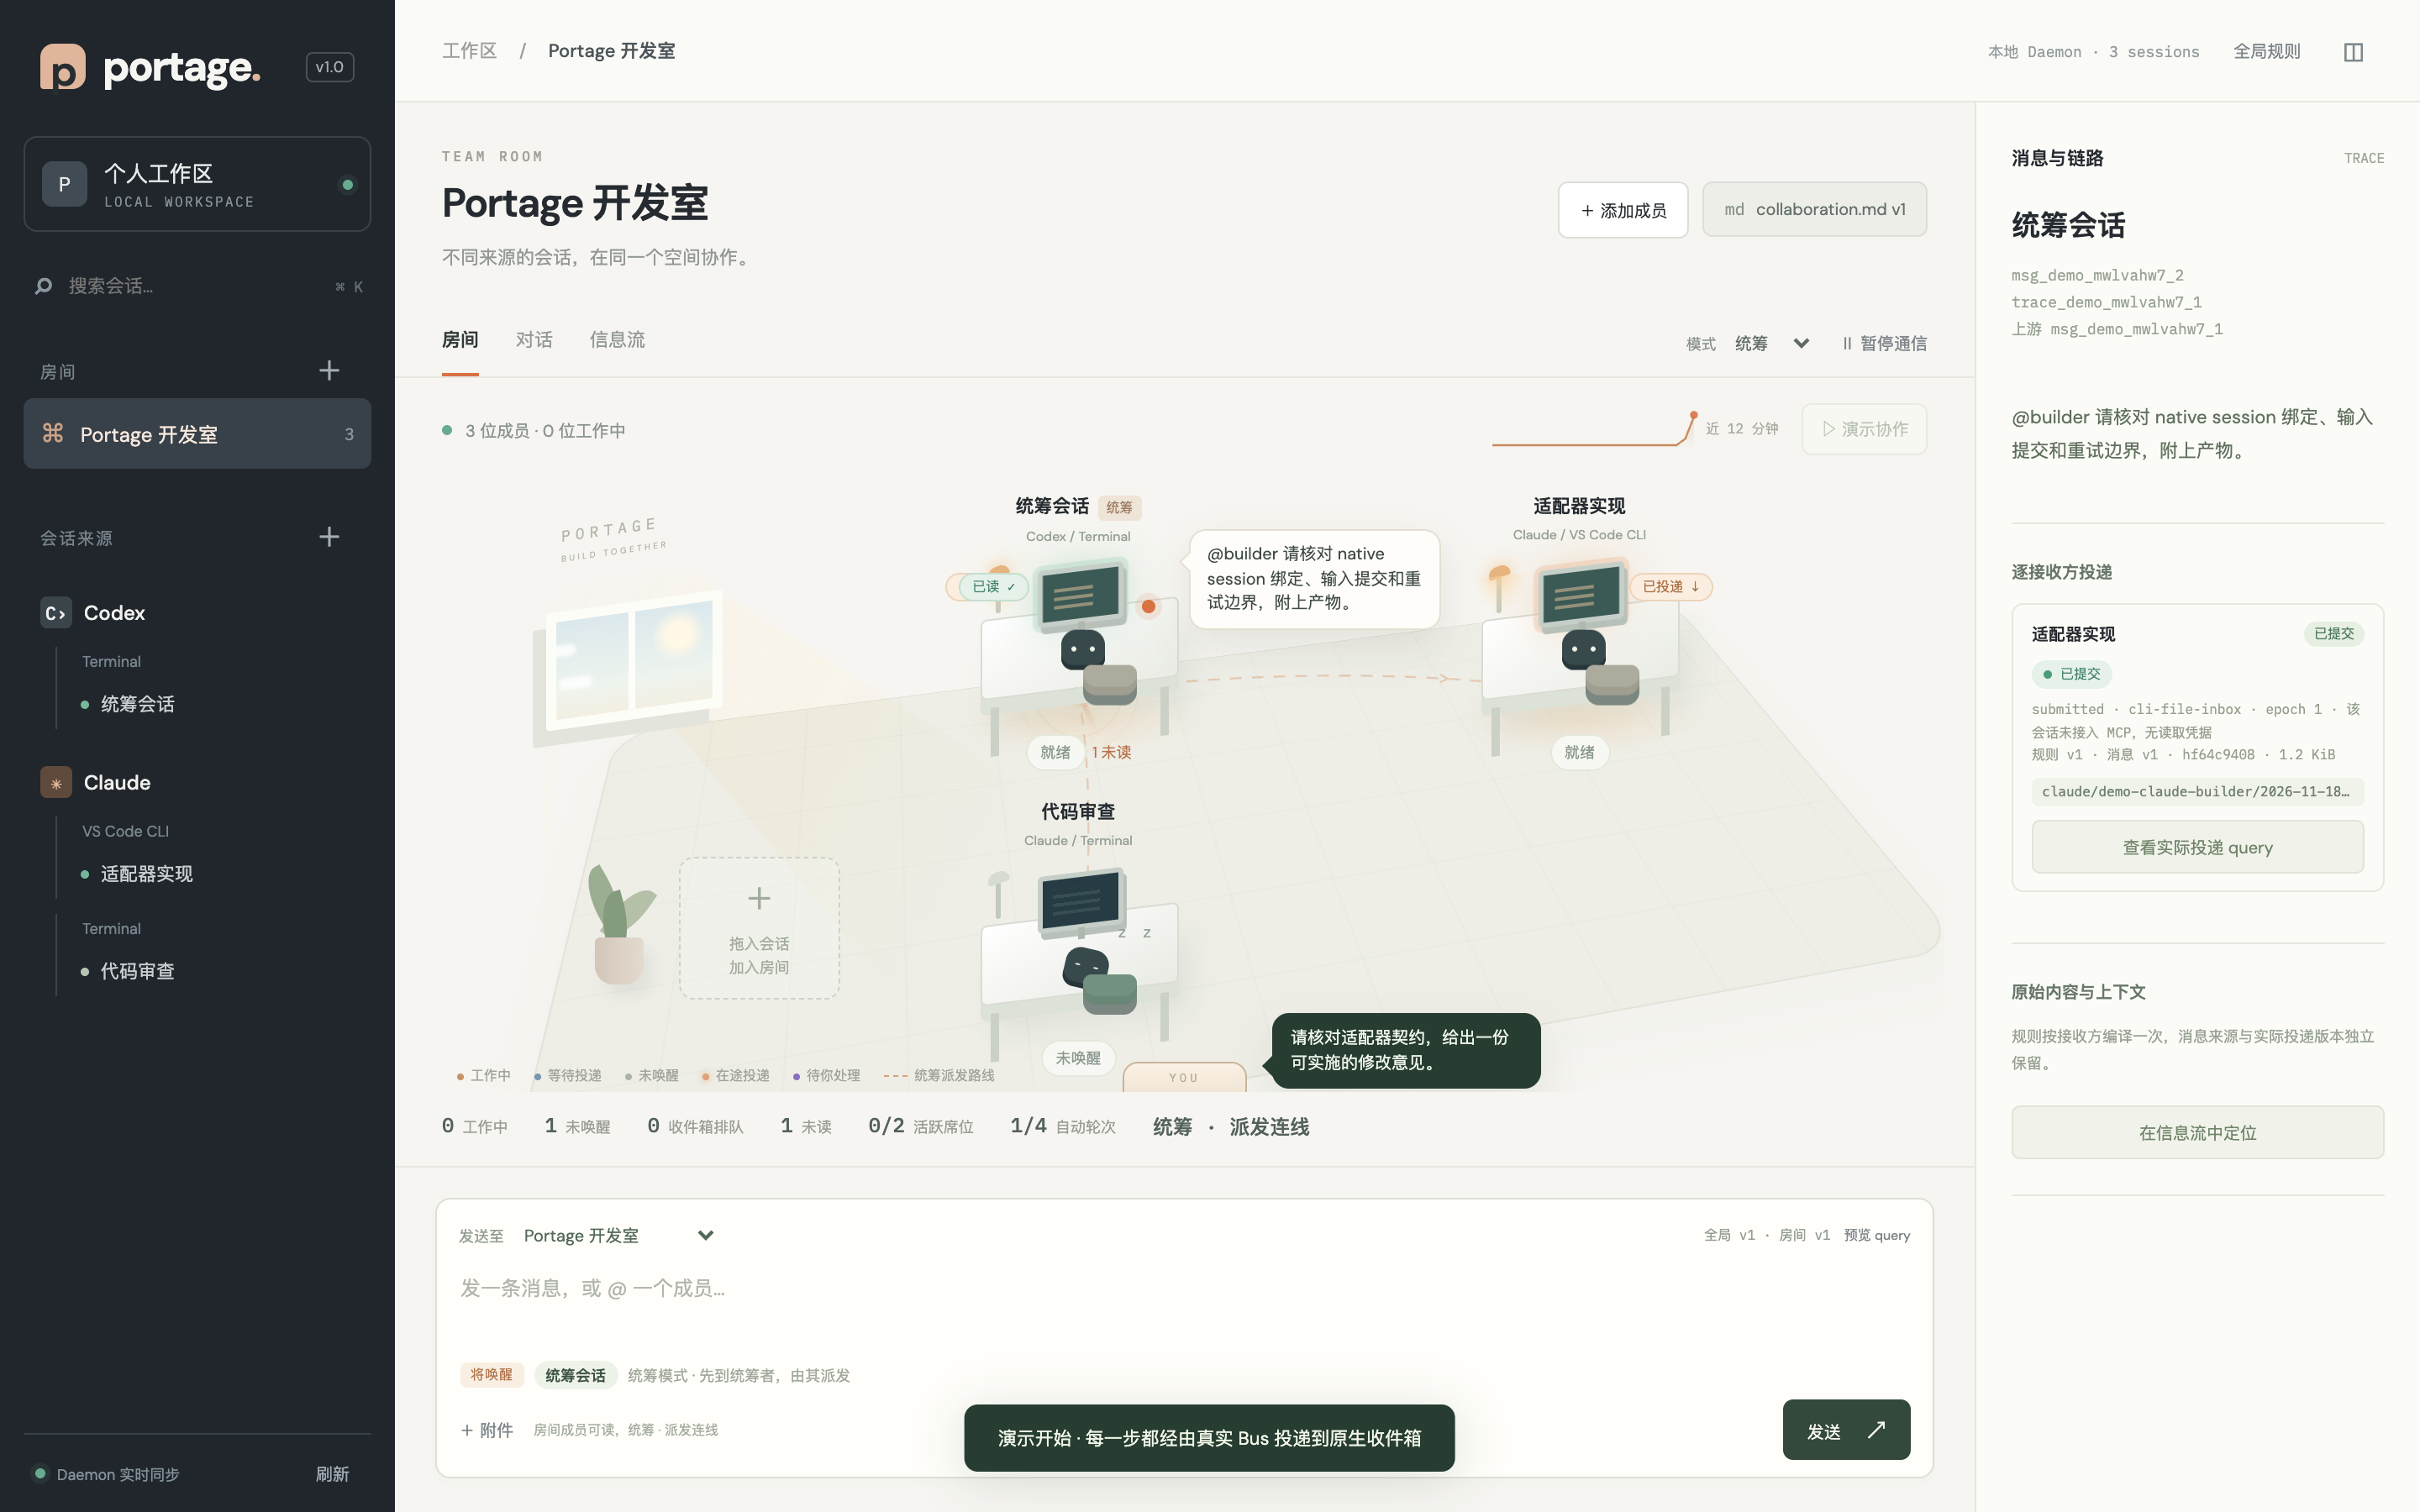 p portage.
v1.0
P
个人工作区
LOCAL WORKSPACE
搜索会话…
⌘ K
房间
Portage 开发室
3
会话来源
C› Codex
Terminal
统筹会话
Claude
VS Code CLI
适配器实现
Terminal
代码审查
Daemon 实时同步
刷新
工作区 / Portage 开发室
本地 Daemon · 3 sessions
全局规则
TEAM ROOM
Portage 开发室
不同来源的会话，在同一个空间协作。
+ 添加成员
md collaboration.md v1
房间
对话
信息流
模式 统筹
暂停通信
3 位成员 · 0 位工作中
近 12 分钟
演示协作
PORTAGE
BUILD TOGETHER
统筹会话 统筹
Codex / Terminal
已读 ✓
@builder 请核对 native
session 绑定、输入提交和重
试边界，附上产物。
就绪
1 未读
适配器实现
Claude / VS Code CLI
已投递 ↓
就绪
代码审查
Claude / Terminal
z z
未唤醒
+
拖入会话
加入房间
YOU
请核对适配器契约，给出一份
可实施的修改意见。
工作中 等待投递 未唤醒 在途投递 待你处理 统筹派发路线
0 工作中 1 未唤醒 0 收件箱排队 1 未读 0/2 活跃席位 1/4 自动轮次 统筹 · 派发连线
发送至 Portage 开发室
全局 v1 · 房间 v1 预览 query
发一条消息，或 @ 一个成员…
将唤醒 统筹会话 统筹模式 · 先到统筹者，由其派发
+ 附件 房间成员可读，统筹 · 派发连线
演示开始 · 每一步都经由真实 Bus 投递到原生收件箱
发送 ↗
消息与链路
TRACE
统筹会话
msg_demo_mwlvahw7_2
trace_demo_mwlvahw7_1
上游 msg_demo_mwlvahw7_1
@builder 请核对 native session 绑定、输入
提交和重试边界，附上产物。
逐接收方投递
适配器实现
已提交
已提交
submitted · cli-file-inbox · epoch 1 · 该
会话未接入 MCP，无读取凭据
规则 v1 · 消息 v1 · hf64c9408 · 1.2 KiB
claude/demo-claude-builder/2026-11-18…
查看实际投递 query
原始内容与上下文
规则按接收方编译一次，消息来源与实际投递版本独立
保留。
在信息流中定位